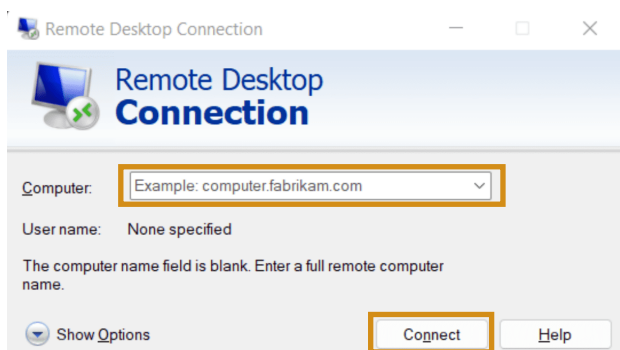 Remote Desktop Connection
Remote Desktop
Connection
Computer: Example: computer.fabrikam.com
User name: None specified
The computer name field is blank. Enter a full remote computer
name.
Show Options Connect Help